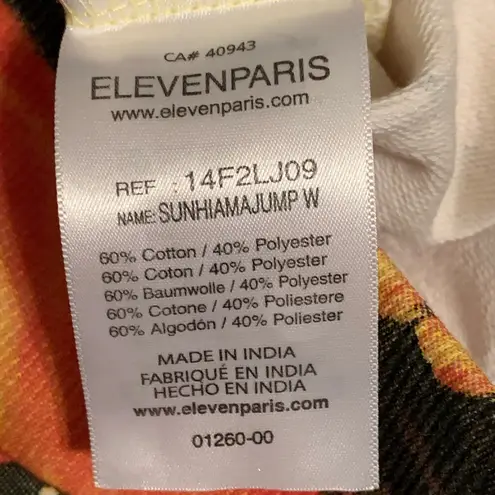 CA# 40943
ELEVENPARIS
www.elevenparis.com
REF : 14F2LJ09
NAME: SUNHIAMAJUMP W
60% Cotton / 40% Polyester
60% Coton / 40% Polyester
60% Baumwolle / 40% Polyester
60% Cotone / 40% Poliestere
60% Algodón / 40% Poliester
MADE IN INDIA
FABRIQUÉ EN INDIA
HECHO EN INDIA
www.elevenparis.com
01260-00